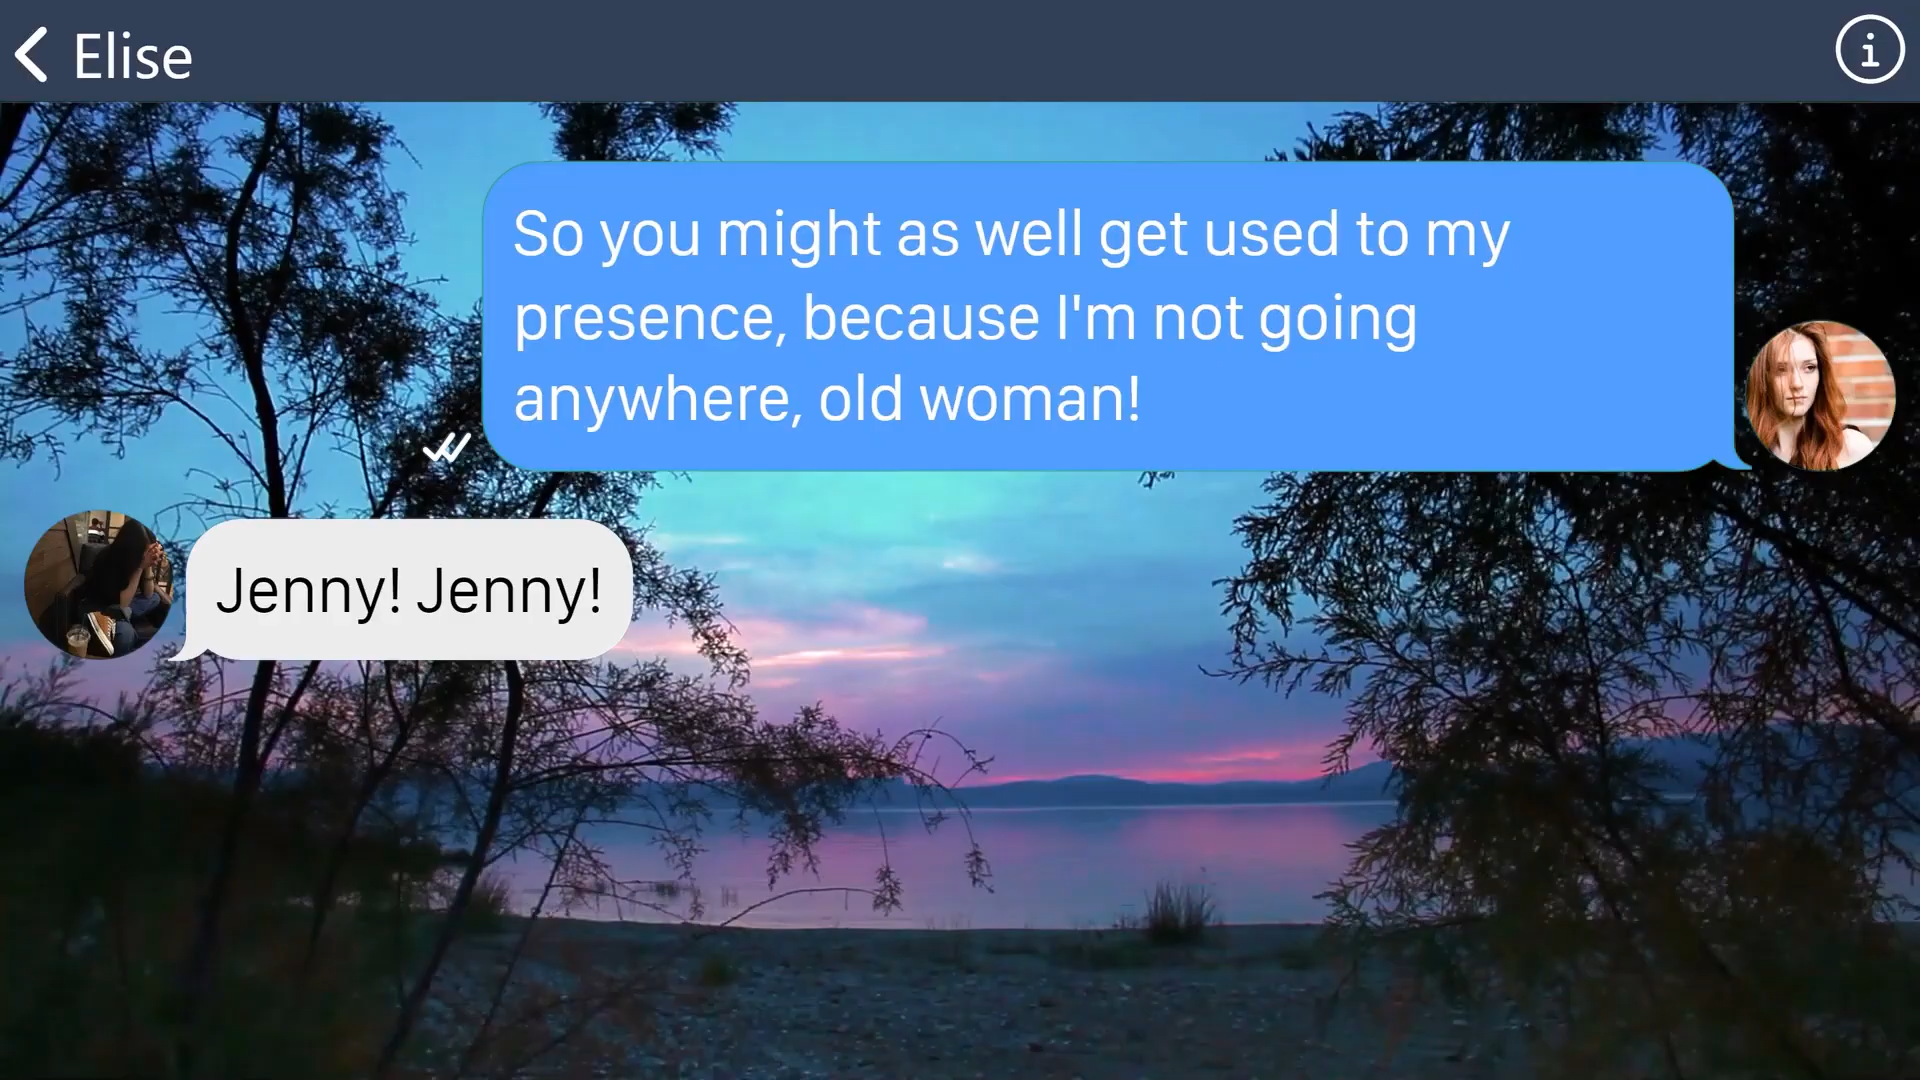 Elise
So you might as well get used to my
presence, because I'm not going
anywhere, old woman!
Jenny! Jenny!